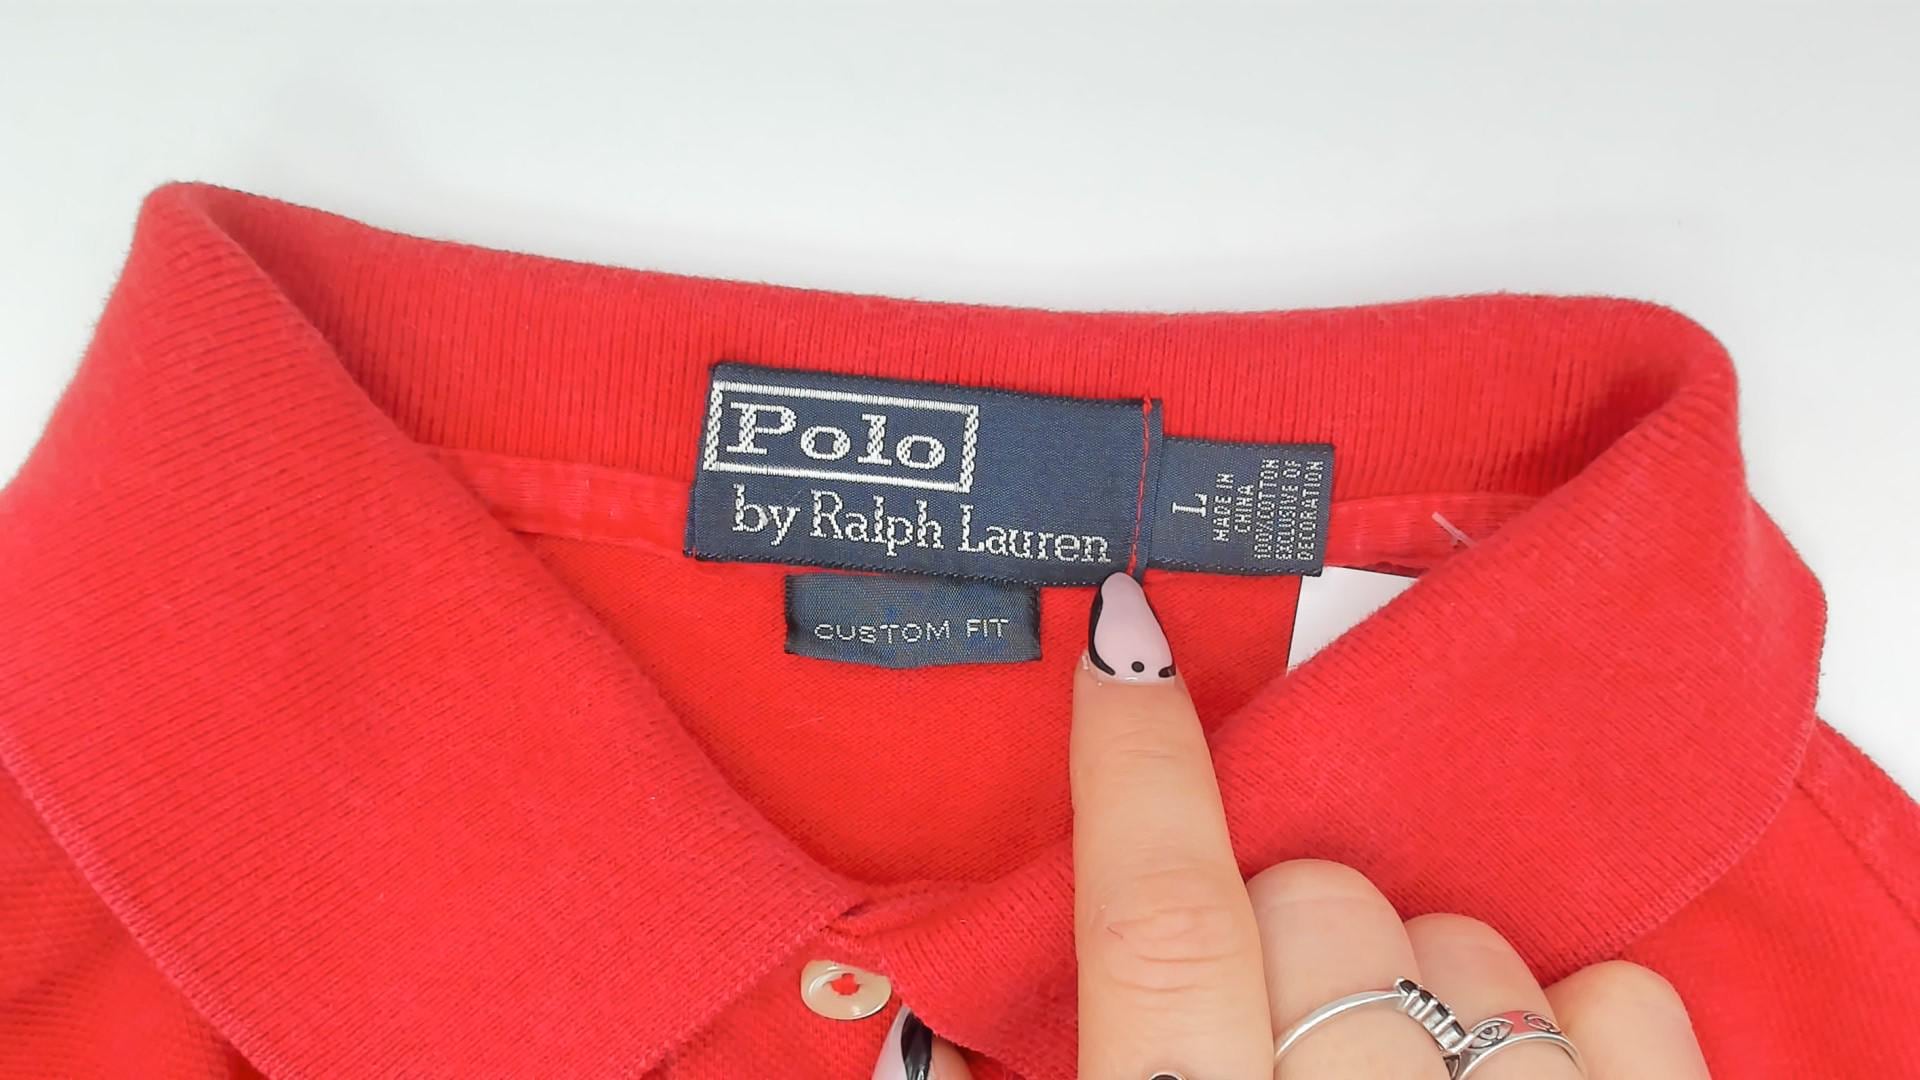 Polo
by Ralph Lauren
CUSTOM FIT
L
MADE IN
CHINA
100%COTTON
EXCLUSIVE OF
DECORATION